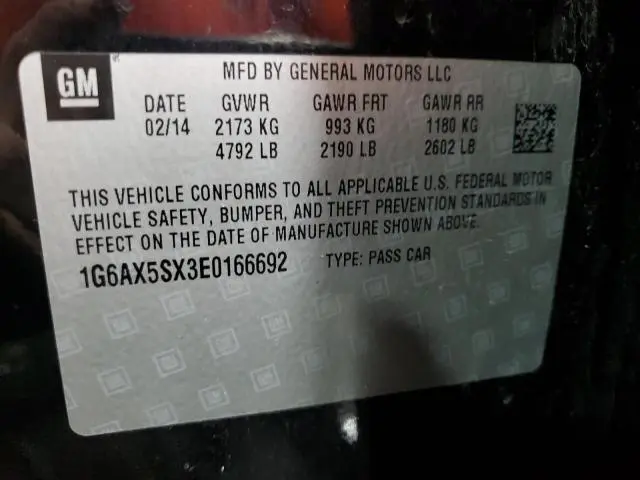 GM
MFD BY GENERAL MOTORS LLC
DATE GVWR GAWR FRT GAWR RR
02/14 2173 KG 993 KG 1180 KG
4792 LB 2190 LB 2602 LB
THIS VEHICLE CONFORMS TO ALL APPLICABLE U.S. FEDERAL MOTOR
VEHICLE SAFETY, BUMPER, AND THEFT PREVENTION STANDARDS IN
EFFECT ON THE DATE OF MANUFACTURE SHOWN ABOVE.
1G6AX5SX3E0166692 TYPE: PASS CAR